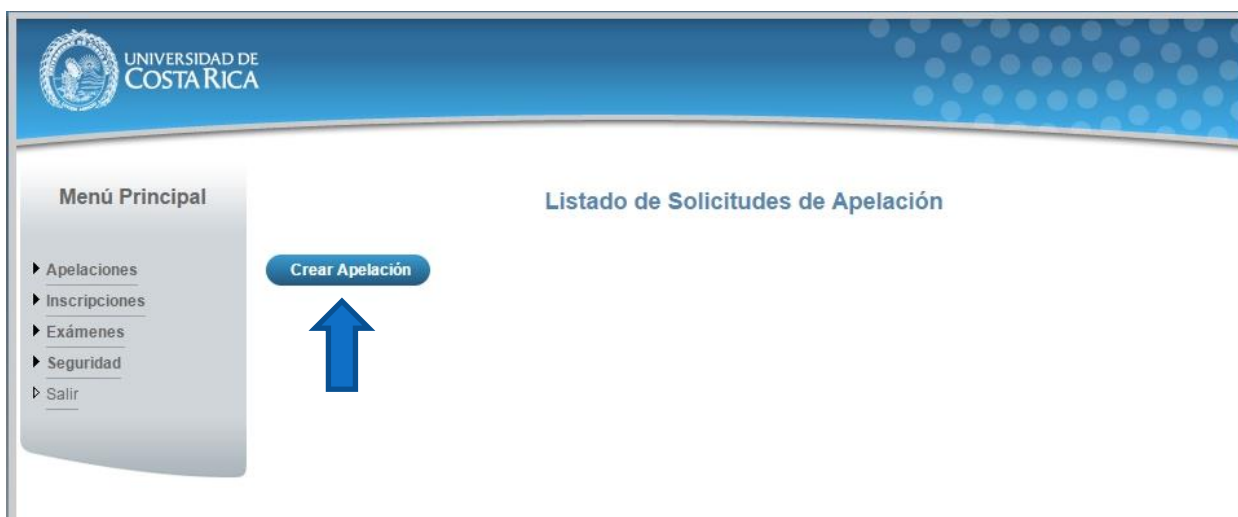 UNIVERSIDAD DE
COSTA RICA
Menú Principal
Listado de Solicitudes de Apelación
Apelaciones
Crear Apelación
Inscripciones
Exámenes
Seguridad
Salir